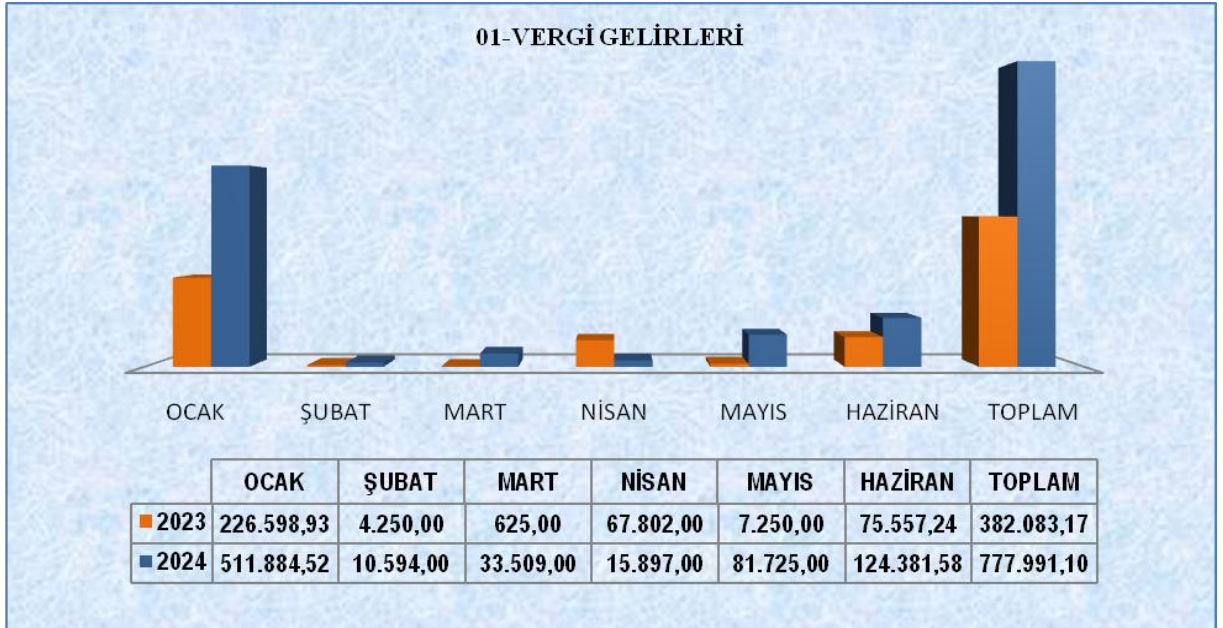 01-VERGİ GELİRLERİ
OCAK ŞUBAT MART NİSAN MAYIS HAZİRAN TOPLAM
OCAK ŞUBAT MART NİSAN MAYIS HAZİRAN TOPLAM
2023 226.598,93 4.250,00 625,00 67.802,00 7.250,00 75.557,24 382.083,17
2024 511.884,52 10.594,00 33.509,00 15.897,00 81.725,00 124.381,58 777.991,10